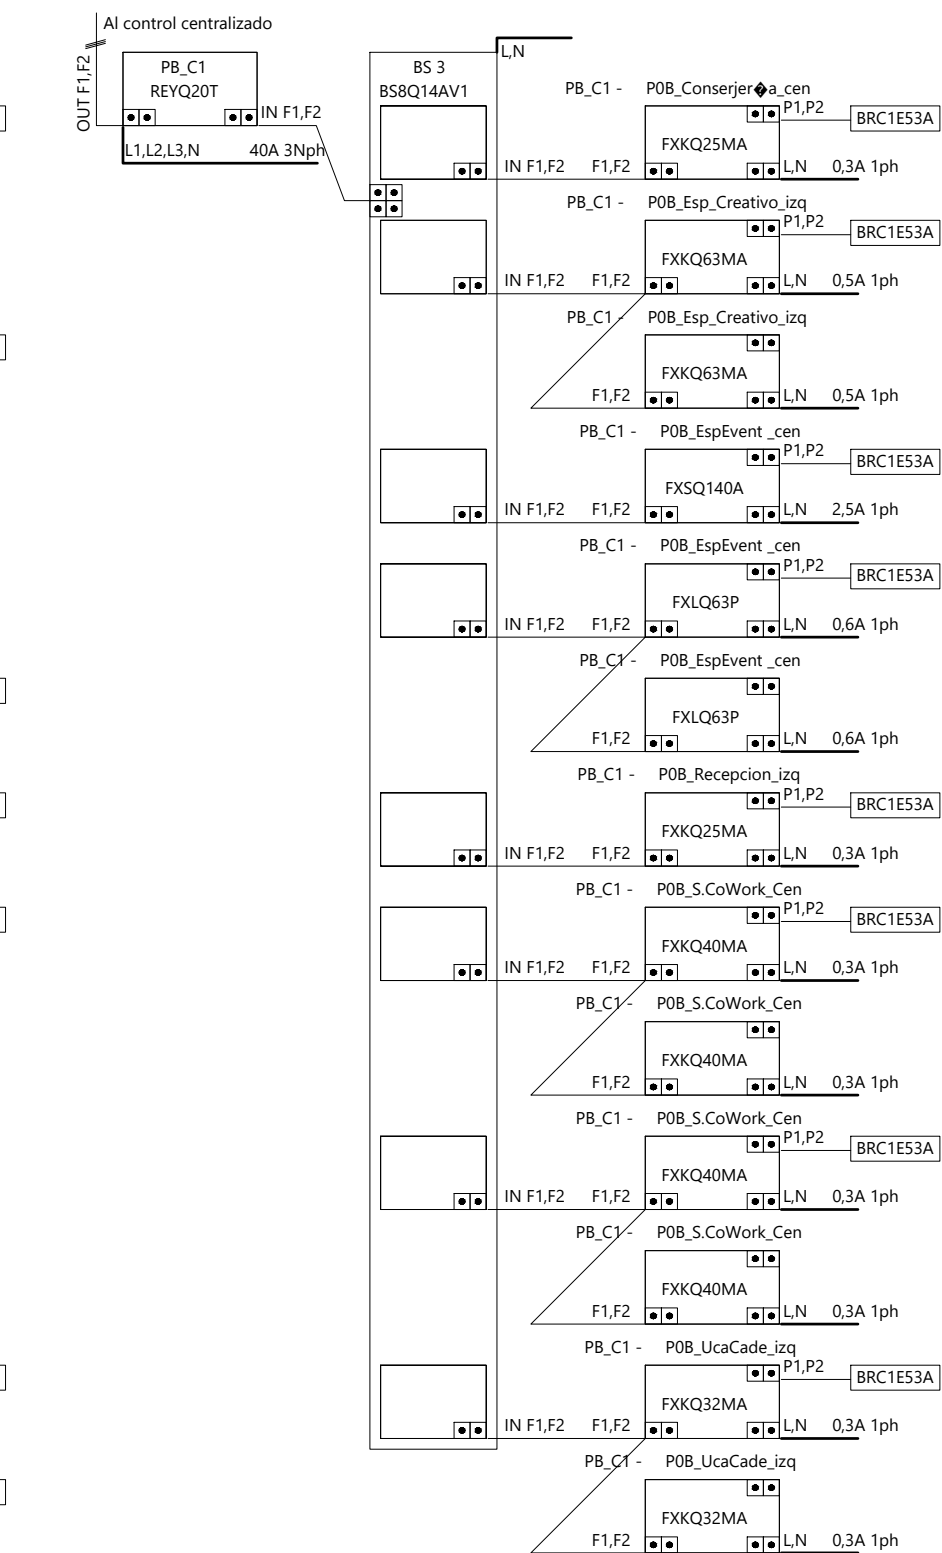 Al control centralizado
OUT F1,F2
PB_C1
REYQ20T
IN F1,F2
L1,L2,L3,N 40A 3Nph
L,N
BS 3
BS8Q14AV1
PB_C1 - P0B_Conserjer�a_cen
P1,P2
BRC1E53A
FXKQ25MA
IN F1,F2 F1,F2 L,N 0,3A 1ph
PB_C1 - P0B_Esp_Creativo_izq
P1,P2
BRC1E53A
FXKQ63MA
IN F1,F2 F1,F2 L,N 0,5A 1ph
PB_C1 - P0B_Esp_Creativo_izq
FXKQ63MA
F1,F2 L,N 0,5A 1ph
PB_C1 - P0B_EspEvent _cen
P1,P2
BRC1E53A
FXSQ140A
IN F1,F2 F1,F2 L,N 2,5A 1ph
PB_C1 - P0B_EspEvent _cen
P1,P2
BRC1E53A
FXLQ63P
IN F1,F2 F1,F2 L,N 0,6A 1ph
PB_C1 - P0B_EspEvent _cen
FXLQ63P
F1,F2 L,N 0,6A 1ph
PB_C1 - P0B_Recepcion_izq
P1,P2
BRC1E53A
FXKQ25MA
IN F1,F2 F1,F2 L,N 0,3A 1ph
PB_C1 - P0B_S.CoWork_Cen
P1,P2
BRC1E53A
FXKQ40MA
IN F1,F2 F1,F2 L,N 0,3A 1ph
PB_C1 - P0B_S.CoWork_Cen
FXKQ40MA
F1,F2 L,N 0,3A 1ph
PB_C1 - P0B_S.CoWork_Cen
P1,P2
BRC1E53A
FXKQ40MA
IN F1,F2 F1,F2 L,N 0,3A 1ph
PB_C1 - P0B_S.CoWork_Cen
FXKQ40MA
F1,F2 L,N 0,3A 1ph
PB_C1 - P0B_UcaCade_izq
P1,P2
BRC1E53A
FXKQ32MA
IN F1,F2 F1,F2 L,N 0,3A 1ph
PB_C1 - P0B_UcaCade_izq
FXKQ32MA
F1,F2 L,N 0,3A 1ph